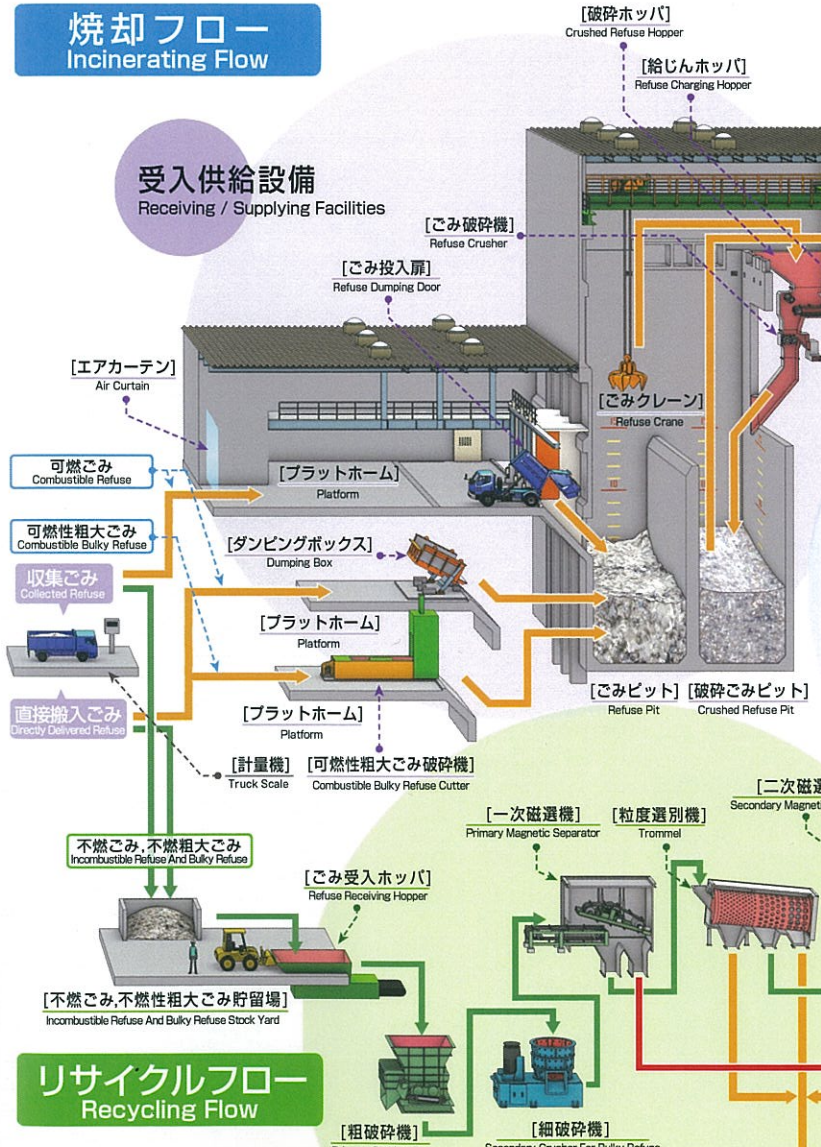 焼却フロー
Incinerating Flow
[破砕ホッパ]
Crushed Refuse Hopper
[給じんホッパ]
Refuse Charging Hopper
受入供給設備
Receiving / Supplying Facilities
[ごみ破砕機]
Refuse Crusher
[ごみ投入扉]
Refuse Dumping Door
[エアカーテン]
Air Curtain
[ごみクレーン]
Refuse Crane
可燃ごみ
Combustible Refuse
[プラットホーム]
Platform
可燃性粗大ごみ
Combustible Bulky Refuse
[ダンピングボックス]
Dumping Box
収集ごみ
Collected Refuse
[プラットホーム]
Platform
直接搬入ごみ
Directly Delivered Refuse
[プラットホーム]
Platform
[ごみピット]
Refuse Pit
[破砕ごみピット]
Crushed Refuse Pit
[計量機]
Truck Scale
[可燃性粗大ごみ破砕機]
Combustible Bulky Refuse Cutter
[二次磁選
Secondary Magneti
[一次磁選機]
Primary Magnetic Separator
[粒度選別機]
Trommel
不燃ごみ,不燃粗大ごみ
Incombustible Refuse And Bulky Refuse
[ごみ受入ホッパ]
Refuse Receiving Hopper
[不燃ごみ,不燃性粗大ごみ貯留場]
Incombustible Refuse And Bulky Refuse Stock Yard
リサイクルフロー
Recycling Flow
[粗破砕機]
[細破砕機]
Secondary Crusher For Bulky Refuse